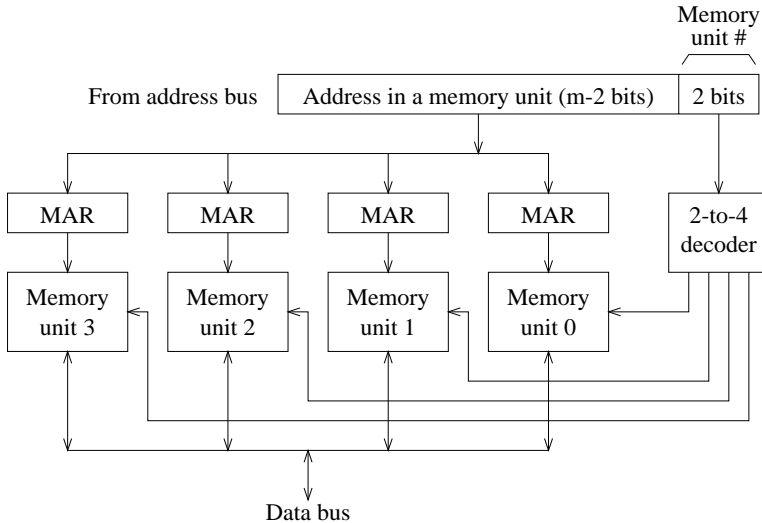 Memory
unit #
From address bus
Address in a memory unit (m-2 bits)
2 bits
MAR
MAR
MAR
MAR
2-to-4
decoder
Memory
unit 3
Memory
unit 2
Memory
unit 1
Memory
unit 0
Data bus